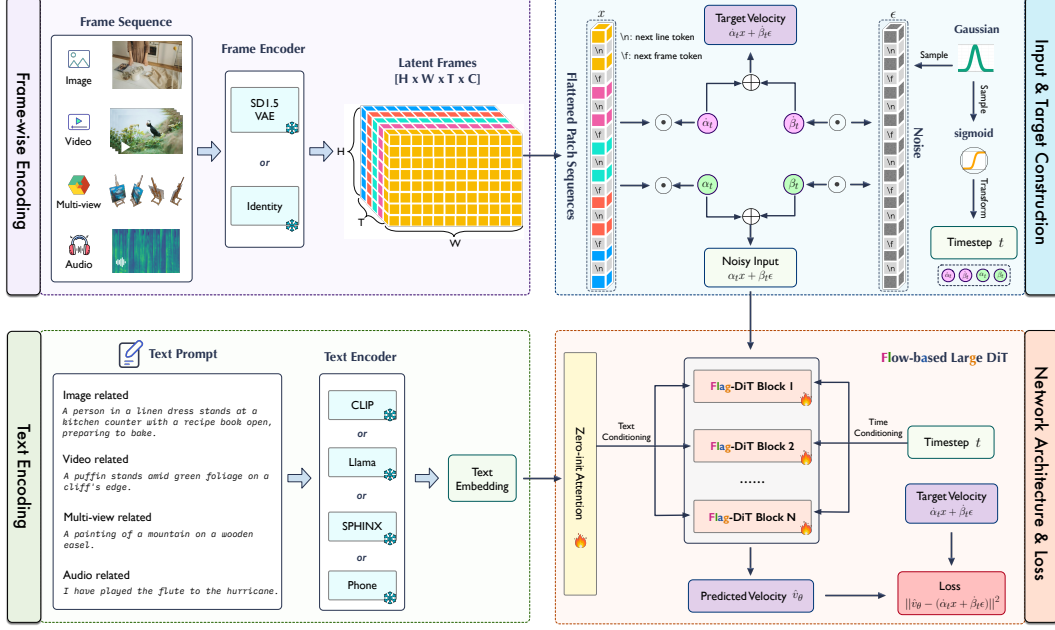 Frame-wise Encoding
Frame Sequence
Image
Video
Multi-view
Audio
Frame Encoder
SD1.5
VAE
or
Identity
Latent Frames
[H x W x T x C]
H
T
W
Input & Target Construction
Flattened Patch Sequences
x
\n
\f
\n
\f
\n
\f
\n
\f
\n
\n: next line token
\f: next frame token
Target Velocity
α̇ₜx + β̇ₜϵ
α̇ₜ
β̇ₜ
αₜ
βₜ
Noisy Input
αₜx + βₜϵ
ϵ
\n
\f
\n
\f
\n
\f
\n
\f
\n
Noise
Gaussian
Sample
Sample
sigmoid
Transform
Timestep t
α̇ₜ β̇ₜ αₜ βₜ
Text Encoding
Text Prompt
Image related
A person in a linen dress stands at a
kitchen counter with a recipe book open,
preparing to bake.
Video related
A puffin stands amid green foliage on a
cliff's edge.
Multi-view related
A painting of a mountain on a wooden
easel.
Audio related
I have played the flute to the hurricane.
Text Encoder
CLIP
or
Llama
or
SPHINX
or
Phone
Text
Embedding
Network Architecture & Loss
Flow-based Large DiT
Zero-init Attention
Text
Conditioning
Flag-DiT Block 1
Flag-DiT Block 2
......
Flag-DiT Block N
Time
Conditioning
Timestep t
Target Velocity
α̇ₜx + β̇ₜϵ
Predicted Velocity v̂_θ
Loss
||v̂_θ − (α̇ₜx + β̇ₜϵ)||²